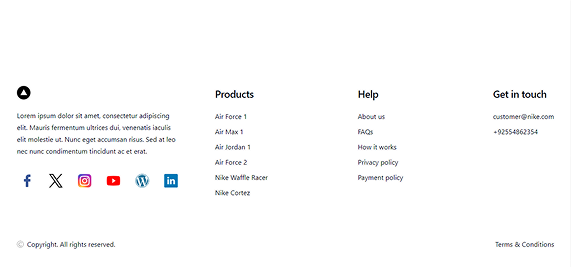 Lorem ipsum dolor sit amet, consectetur adipiscing
elit. Mauris fermentum ultrices dui, venenatis iaculis
elit molestie ut. Nunc eget accumsan risus. Sed at leo
nec nunc condimentum tincidunt ac et erat.
Products
Air Force 1
Air Max 1
Air Jordan 1
Air Force 2
Nike Waffle Racer
Nike Cortez
Help
About us
FAQs
How it works
Privacy policy
Payment policy
Get in touch
customer@nike.com
+92554862354
© Copyright. All rights reserved.
Terms & Conditions